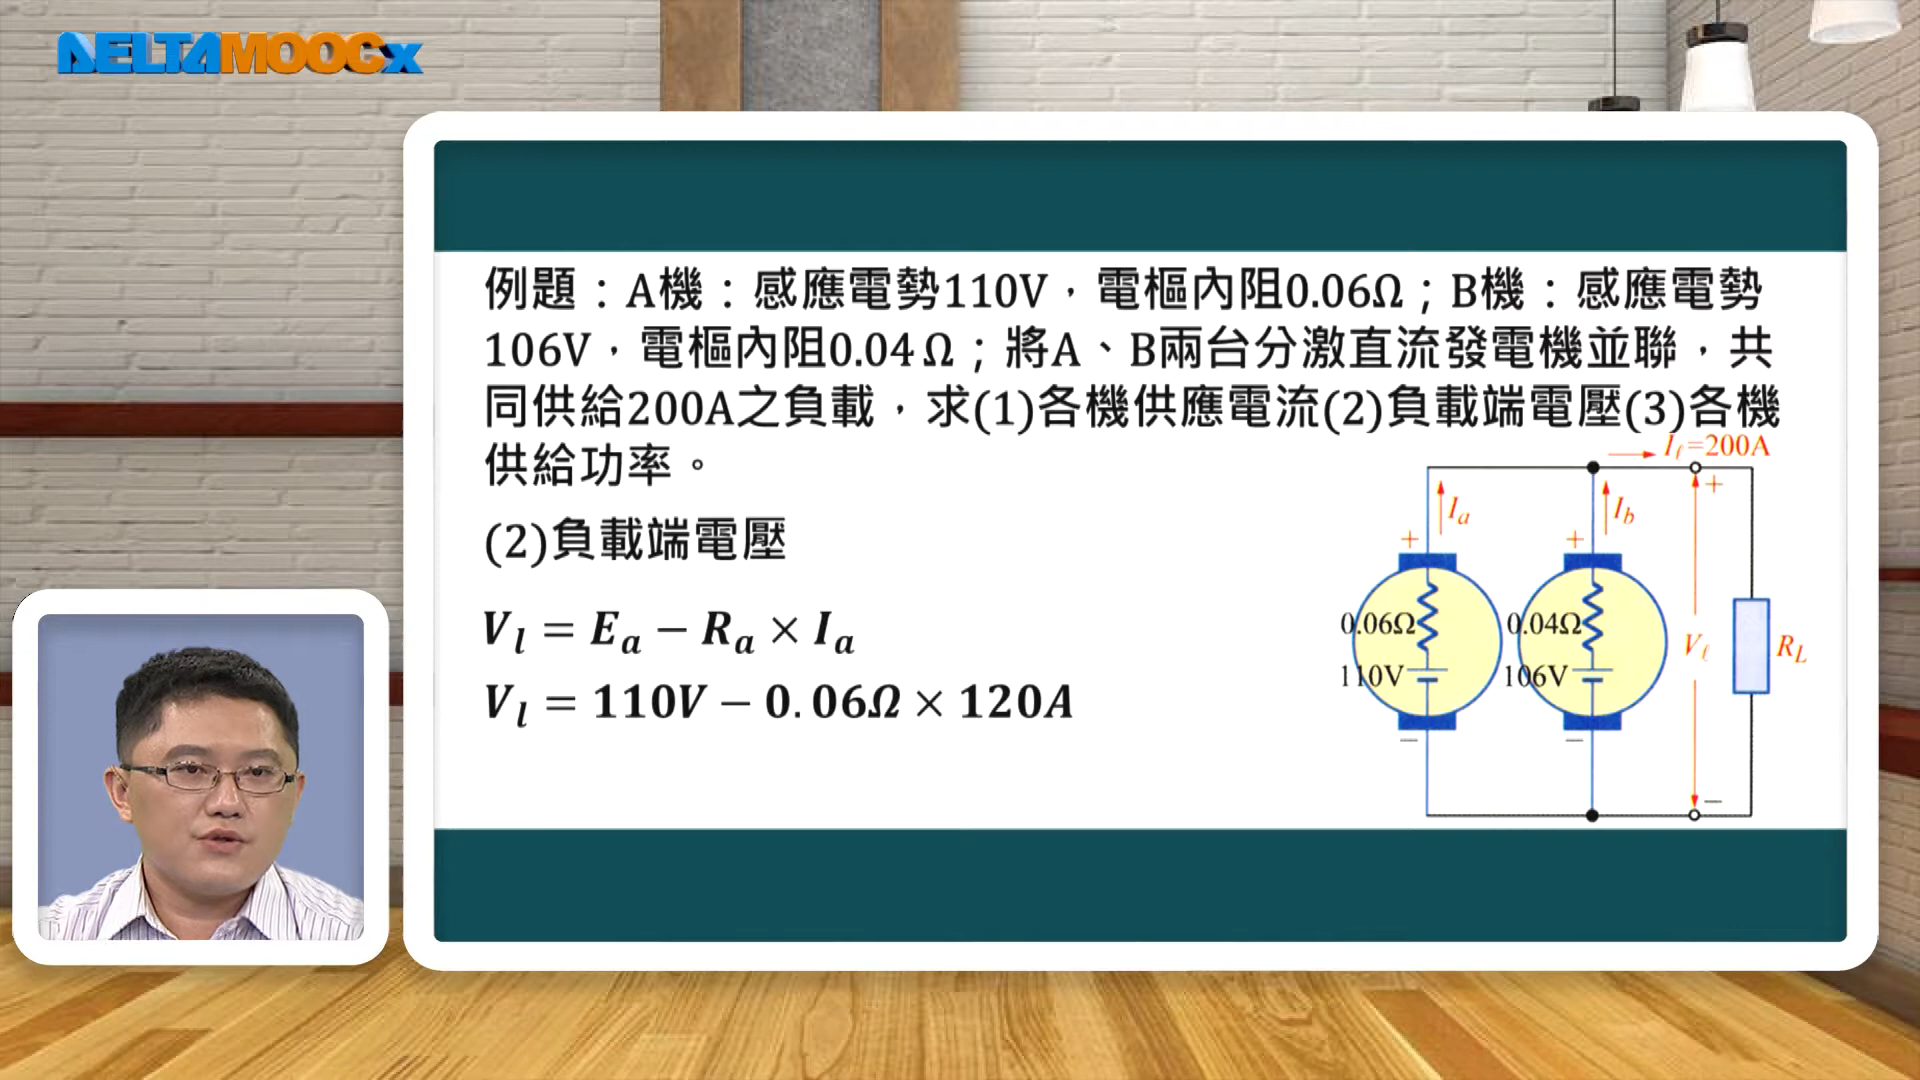 DELTAMOOCx
例題：A機：感應電勢110V，電樞內阻0.06Ω；B機：感應電勢
106V，電樞內阻0.04Ω；將A、B兩台分激直流發電機並聯，共
同供給200A之負載，求(1)各機供應電流(2)負載端電壓(3)各機
供給功率。
(2)負載端電壓
V_l = E_a − R_a × I_a
V_l = 110V − 0.06Ω × 120A
I_ℓ=200A
+
I_a
I_b
+
+
0.06Ω
0.04Ω
V_ℓ
R_L
110V
106V
−
−
−